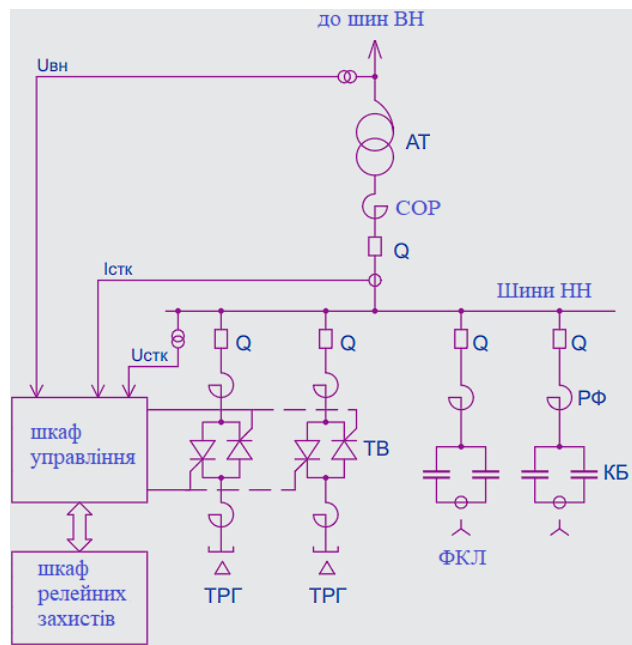 до шин ВН
Uвн
АТ
СОР
Q
Iстк
Шини НН
Uстк
Q
Q
Q
Q
РФ
шкаф
управління
ТВ
КБ
ФКЛ
шкаф
релейних
захистів
ТРГ
ТРГ